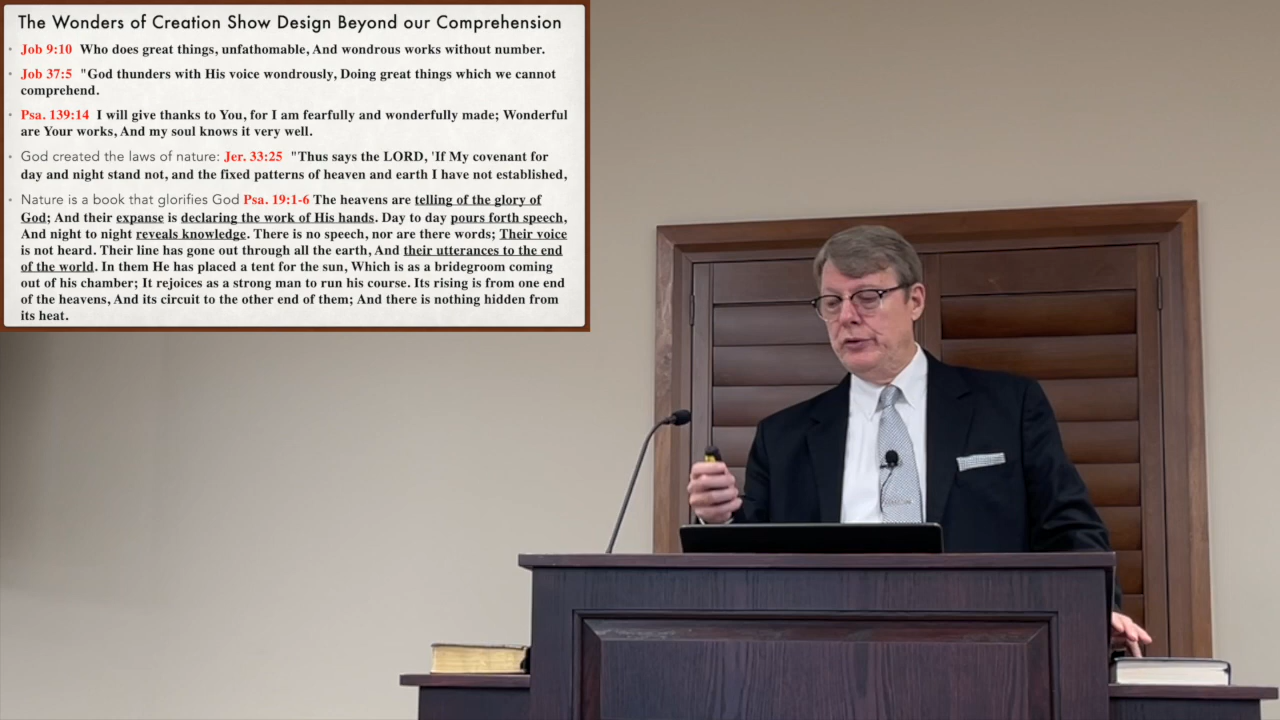 The Wonders of Creation Show Design Beyond our Comprehension
• Job 9:10 Who does great things, unfathomable, And wondrous works without number.
• Job 37:5 "God thunders with His voice wondrously, Doing great things which we cannot
comprehend.
• Psa. 139:14 I will give thanks to You, for I am fearfully and wonderfully made; Wonderful
are Your works, And my soul knows it very well.
• God created the laws of nature: Jer. 33:25 "Thus says the LORD, 'If My covenant for
day and night stand not, and the fixed patterns of heaven and earth I have not established,
• Nature is a book that glorifies God Psa. 19:1-6 The heavens are telling of the glory of
God; And their expanse is declaring the work of His hands. Day to day pours forth speech,
And night to night reveals knowledge. There is no speech, nor are there words; Their voice
is not heard. Their line has gone out through all the earth, And their utterances to the end
of the world. In them He has placed a tent for the sun, Which is as a bridegroom coming
out of his chamber; It rejoices as a strong man to run his course. Its rising is from one end
of the heavens, And its circuit to the other end of them; And there is nothing hidden from
its heat.